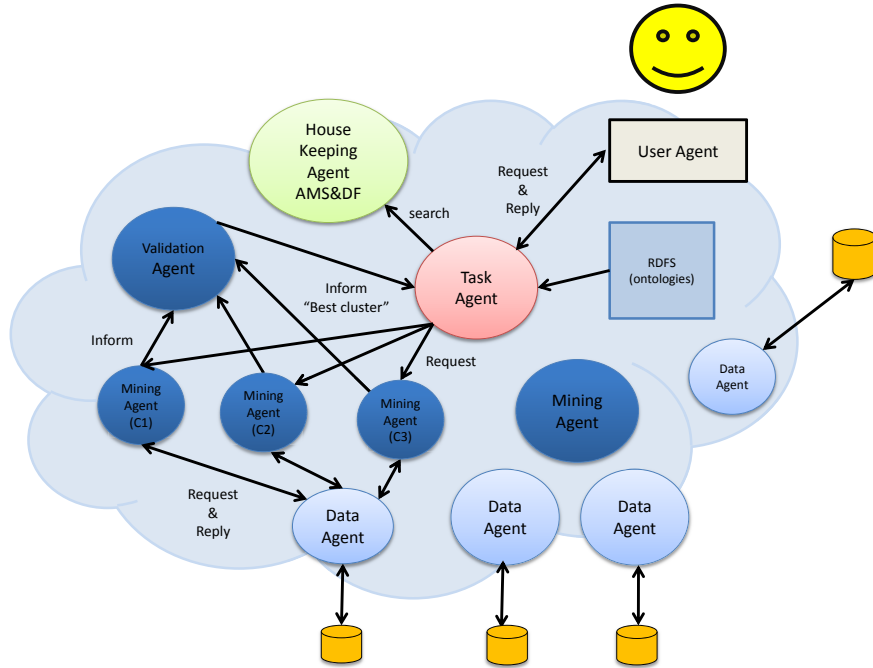 House
Keeping
Agent
AMS&DF
User Agent
Request
&
Reply
search
Validation
Agent
Task
Agent
RDFS
(ontologies)
Inform
"Best cluster"
Inform
Request
Data
Agent
Mining
Agent
(C1)
Mining
Agent
(C2)
Mining
Agent
(C3)
Mining
Agent
Request
&
Reply
Data
Agent
Data
Agent
Data
Agent